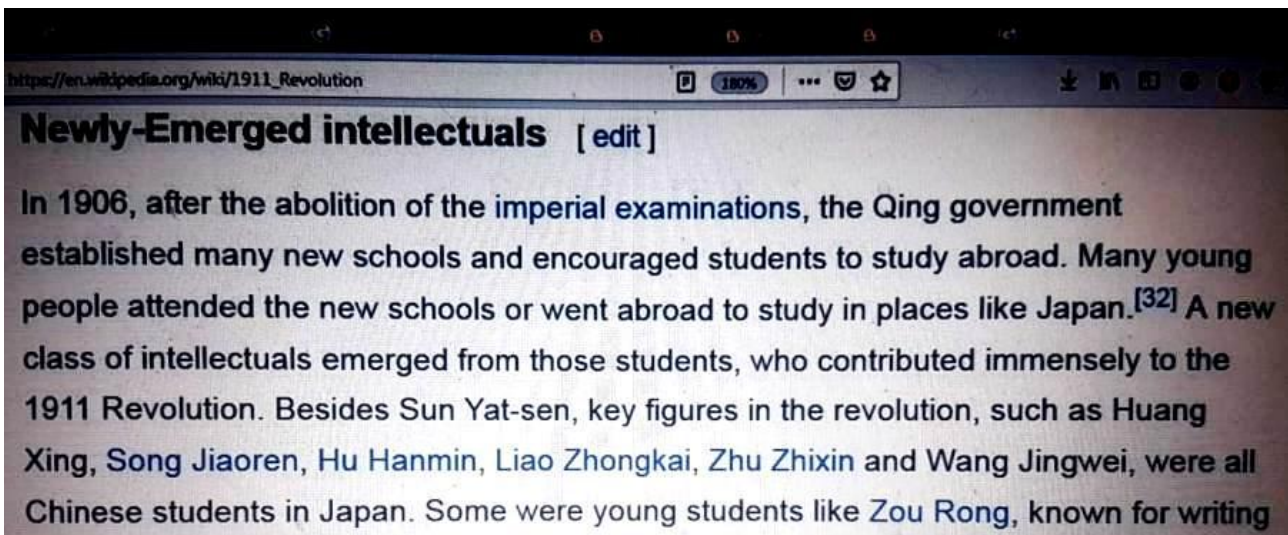 https://en.wikipedia.org/wiki/1911_Revolution 180%
Newly-Emerged intellectuals [ edit ]
In 1906, after the abolition of the imperial examinations, the Qing government
established many new schools and encouraged students to study abroad. Many young
people attended the new schools or went abroad to study in places like Japan.[32] A new
class of intellectuals emerged from those students, who contributed immensely to the
1911 Revolution. Besides Sun Yat-sen, key figures in the revolution, such as Huang
Xing, Song Jiaoren, Hu Hanmin, Liao Zhongkai, Zhu Zhixin and Wang Jingwei, were all
Chinese students in Japan. Some were young students like Zou Rong, known for writing